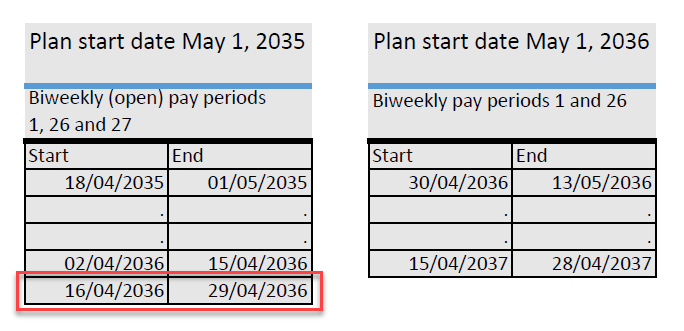 Plan start date May 1, 2035
Biweekly (open) pay periods
1, 26 and 27
Start End
18/04/2035 01/05/2035
. .
. .
02/04/2036 15/04/2036
16/04/2036 29/04/2036
Plan start date May 1, 2036
Biweekly pay periods 1 and 26
Start End
30/04/2036 13/05/2036
. .
. .
15/04/2037 28/04/2037